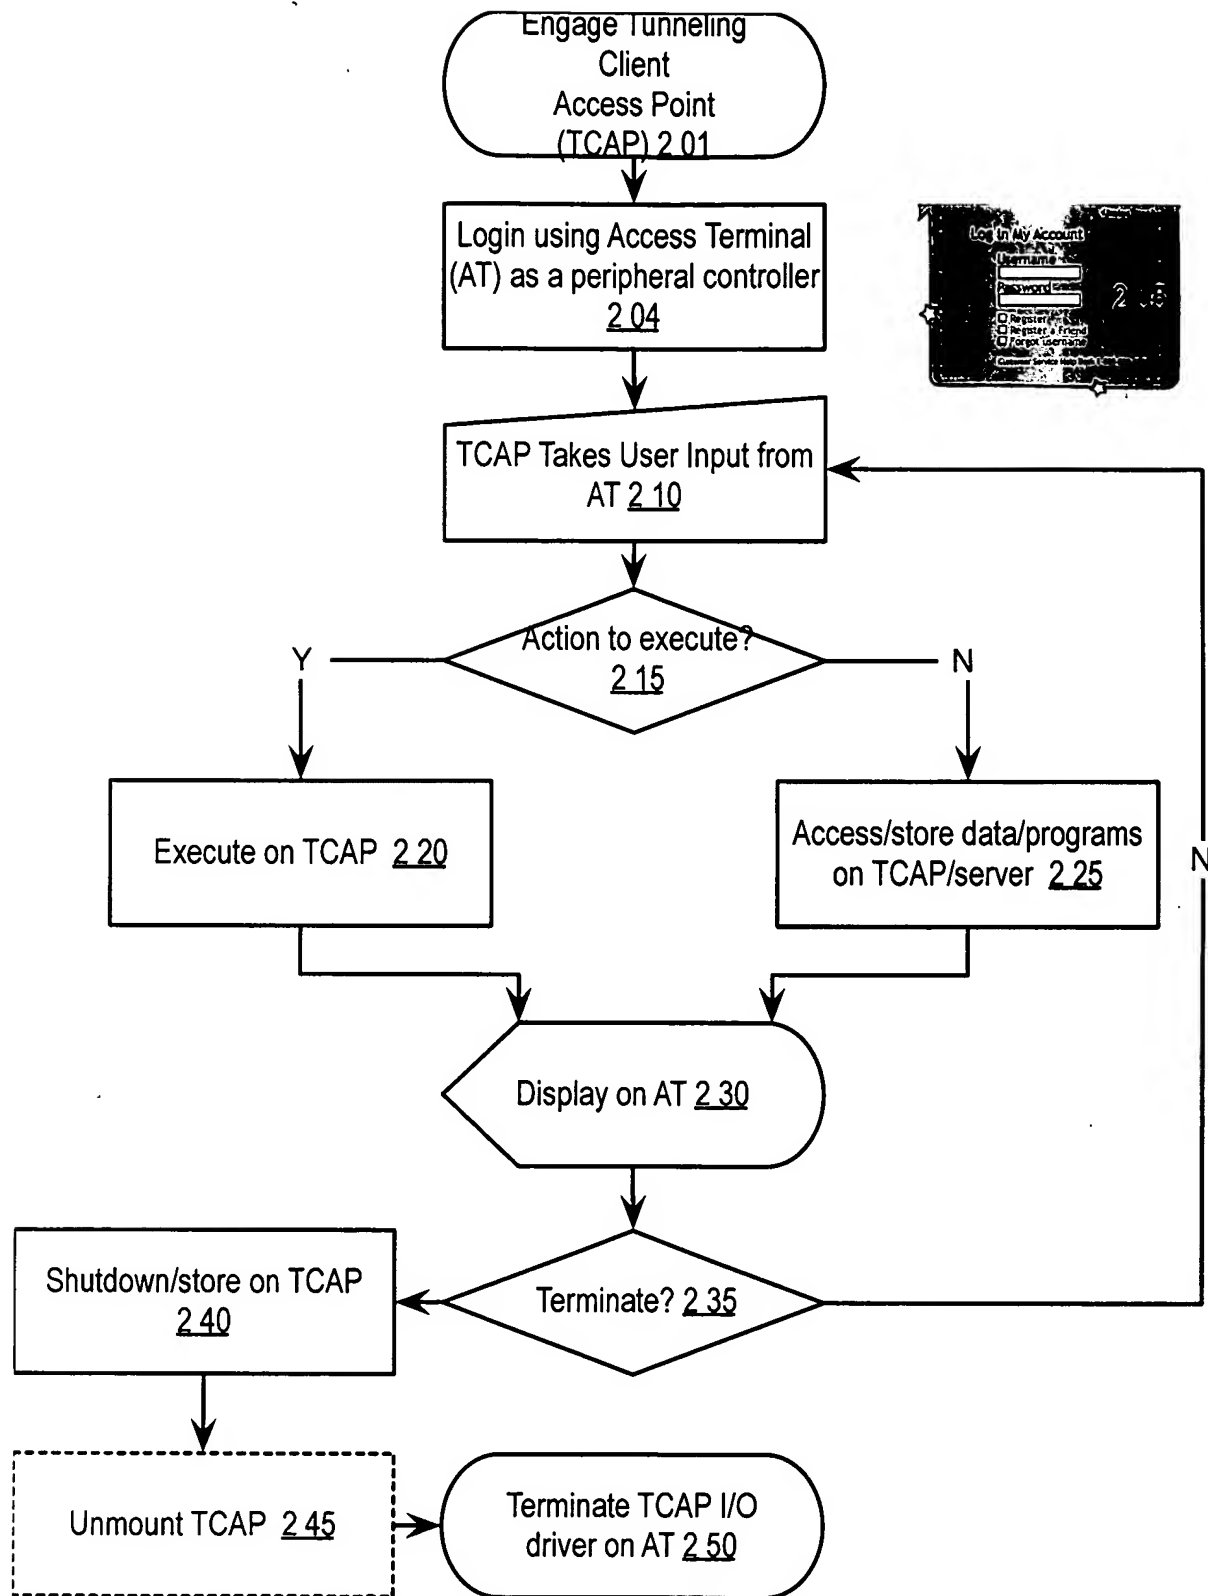 Engage Tunneling
Client
Access Point
(TCAP) 2 01
Login using Access Terminal
(AT) as a peripheral controller
2 04
Log In My Account
Username
Password
Register
Register a Friend
Forgot username
Customer Service Help Desk
TCAP Takes User Input from
AT 2 10
Action to execute?
2 15
Y
N
Execute on TCAP 2 20
Access/store data/programs
on TCAP/server 2 25
N
Display on AT 2 30
Shutdown/store on TCAP
2 40
Terminate? 2 35
Unmount TCAP 2 45
Terminate TCAP I/O
driver on AT 2 50